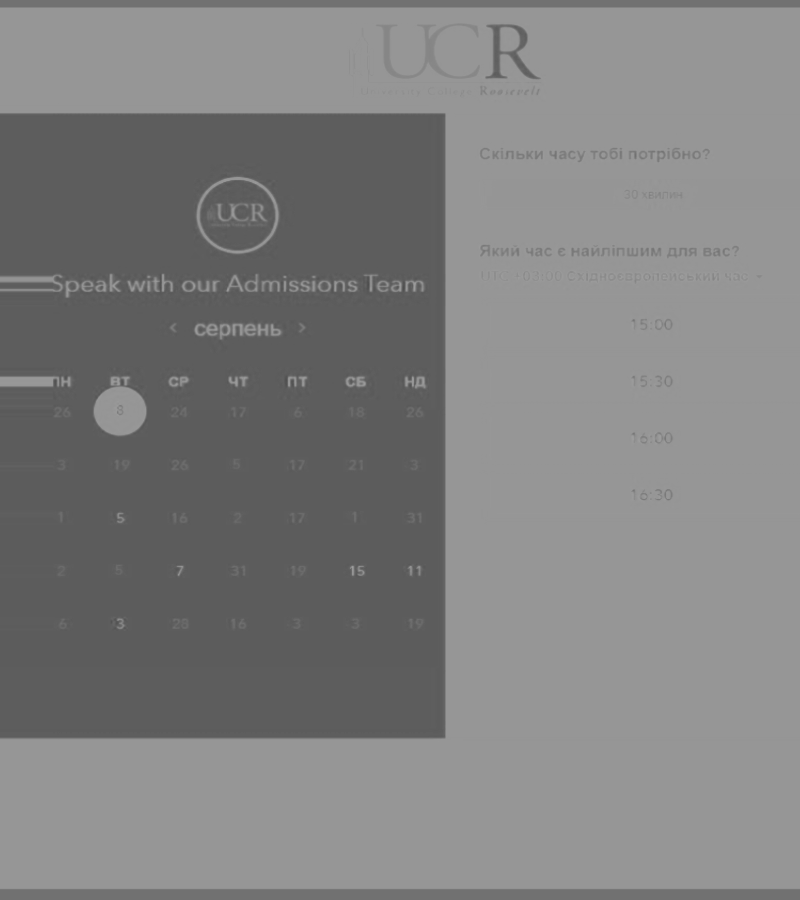 UCR
University College Roosevelt
UCR
Speak with our Admissions Team
< серпень >
ПН ВТ СР ЧТ ПТ СБ НД
26 8 24 17 6 18 26
3 19 26 5 17 21 3
1 5 16 2 17 1 31
2 5 7 31 19 15 11
6 3 28 16 3 3 19
Скільки часу тобі потрібно?
30 хвилин
Який час є найліпшим для вас?
Східноєвропейський час
15:00
15:30
16:00
16:30